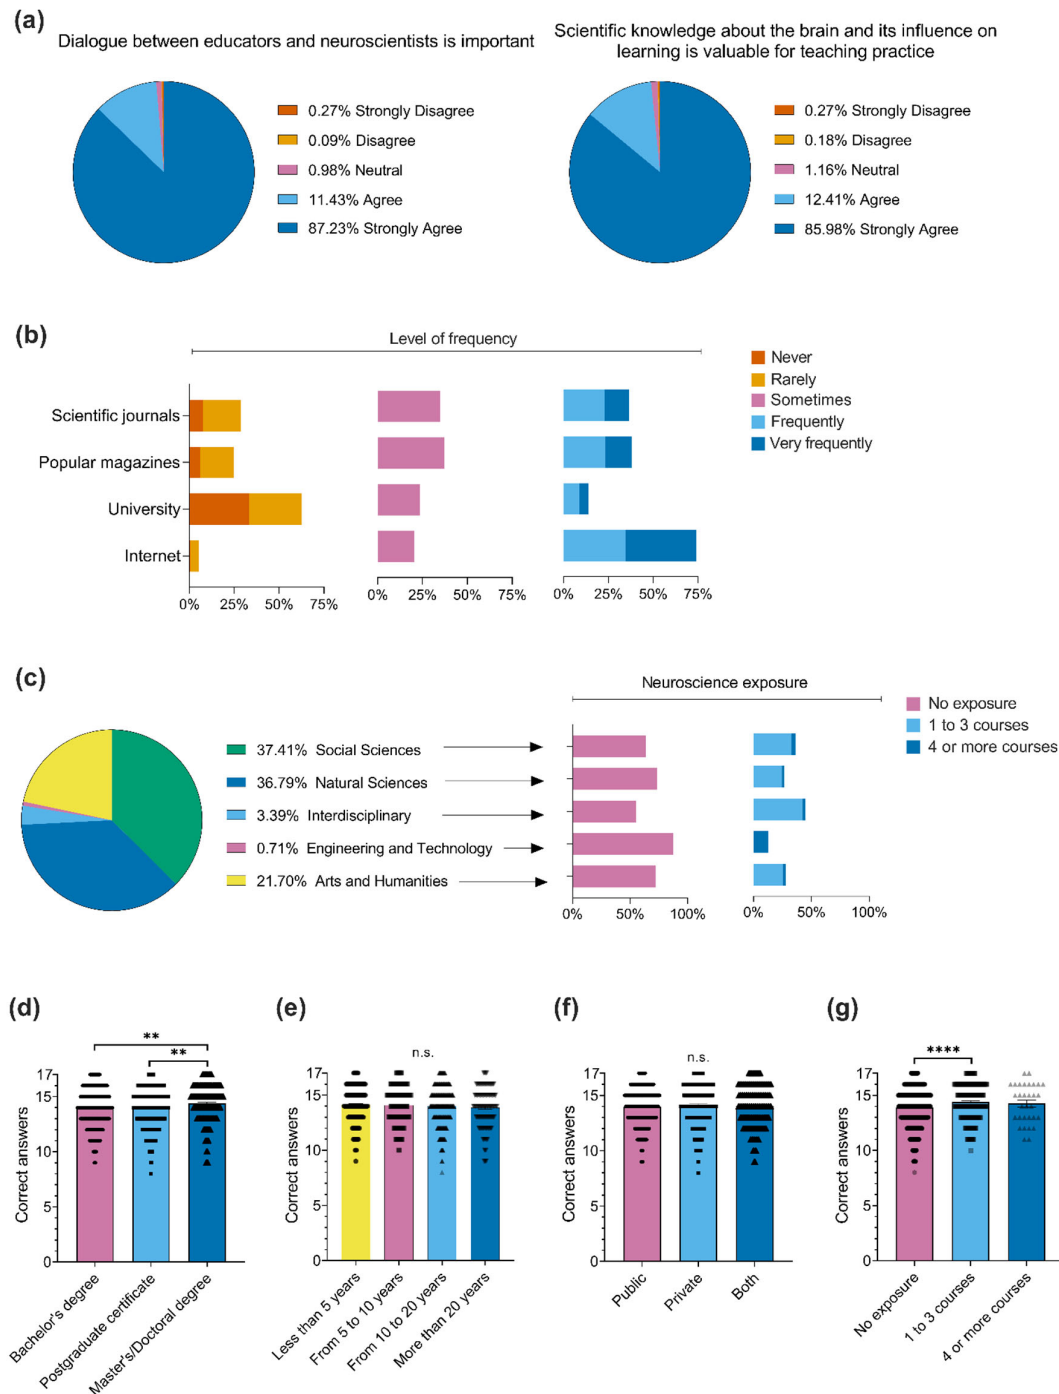 (a)
Dialogue between educators and neuroscientists is important
0.27% Strongly Disagree
0.09% Disagree
0.98% Neutral
11.43% Agree
87.23% Strongly Agree
Scientific knowledge about the brain and its influence on
learning is valuable for teaching practice
0.27% Strongly Disagree
0.18% Disagree
1.16% Neutral
12.41% Agree
85.98% Strongly Agree
(b)
Level of frequency
Never
Rarely
Sometimes
Frequently
Very frequently
Scientific journals
Popular magazines
University
Internet
0% 25% 50% 75%
0% 25% 50% 75%
0% 25% 50% 75%
(c)
37.41% Social Sciences
36.79% Natural Sciences
3.39% Interdisciplinary
0.71% Engineering and Technology
21.70% Arts and Humanities
Neuroscience exposure
No exposure
1 to 3 courses
4 or more courses
0% 50% 100%
0% 50% 100%
(d)
**
**
Correct answers
17
15
10
5
0
Bachelor's degree
Postgraduate certificate
Master's/Doctoral degree
(e)
n.s.
Correct answers
17
15
10
5
0
Less than 5 years
From 5 to 10 years
From 10 to 20 years
More than 20 years
(f)
n.s.
Correct answers
17
15
10
5
0
Public
Private
Both
(g)
****
Correct answers
17
15
10
5
0
No exposure
1 to 3 courses
4 or more courses